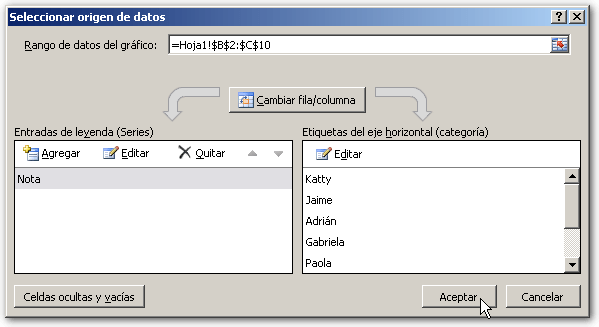 Seleccionar origen de datos
Rango de datos del gráfico: =Hoja1!$B$2:$C$10
Cambiar fila/columna
Entradas de leyenda (Series)
Agregar Editar Quitar
Nota
Etiquetas del eje horizontal (categoría)
Editar
Katty
Jaime
Adrián
Gabriela
Paola
Celdas ocultas y vacías Aceptar Cancelar